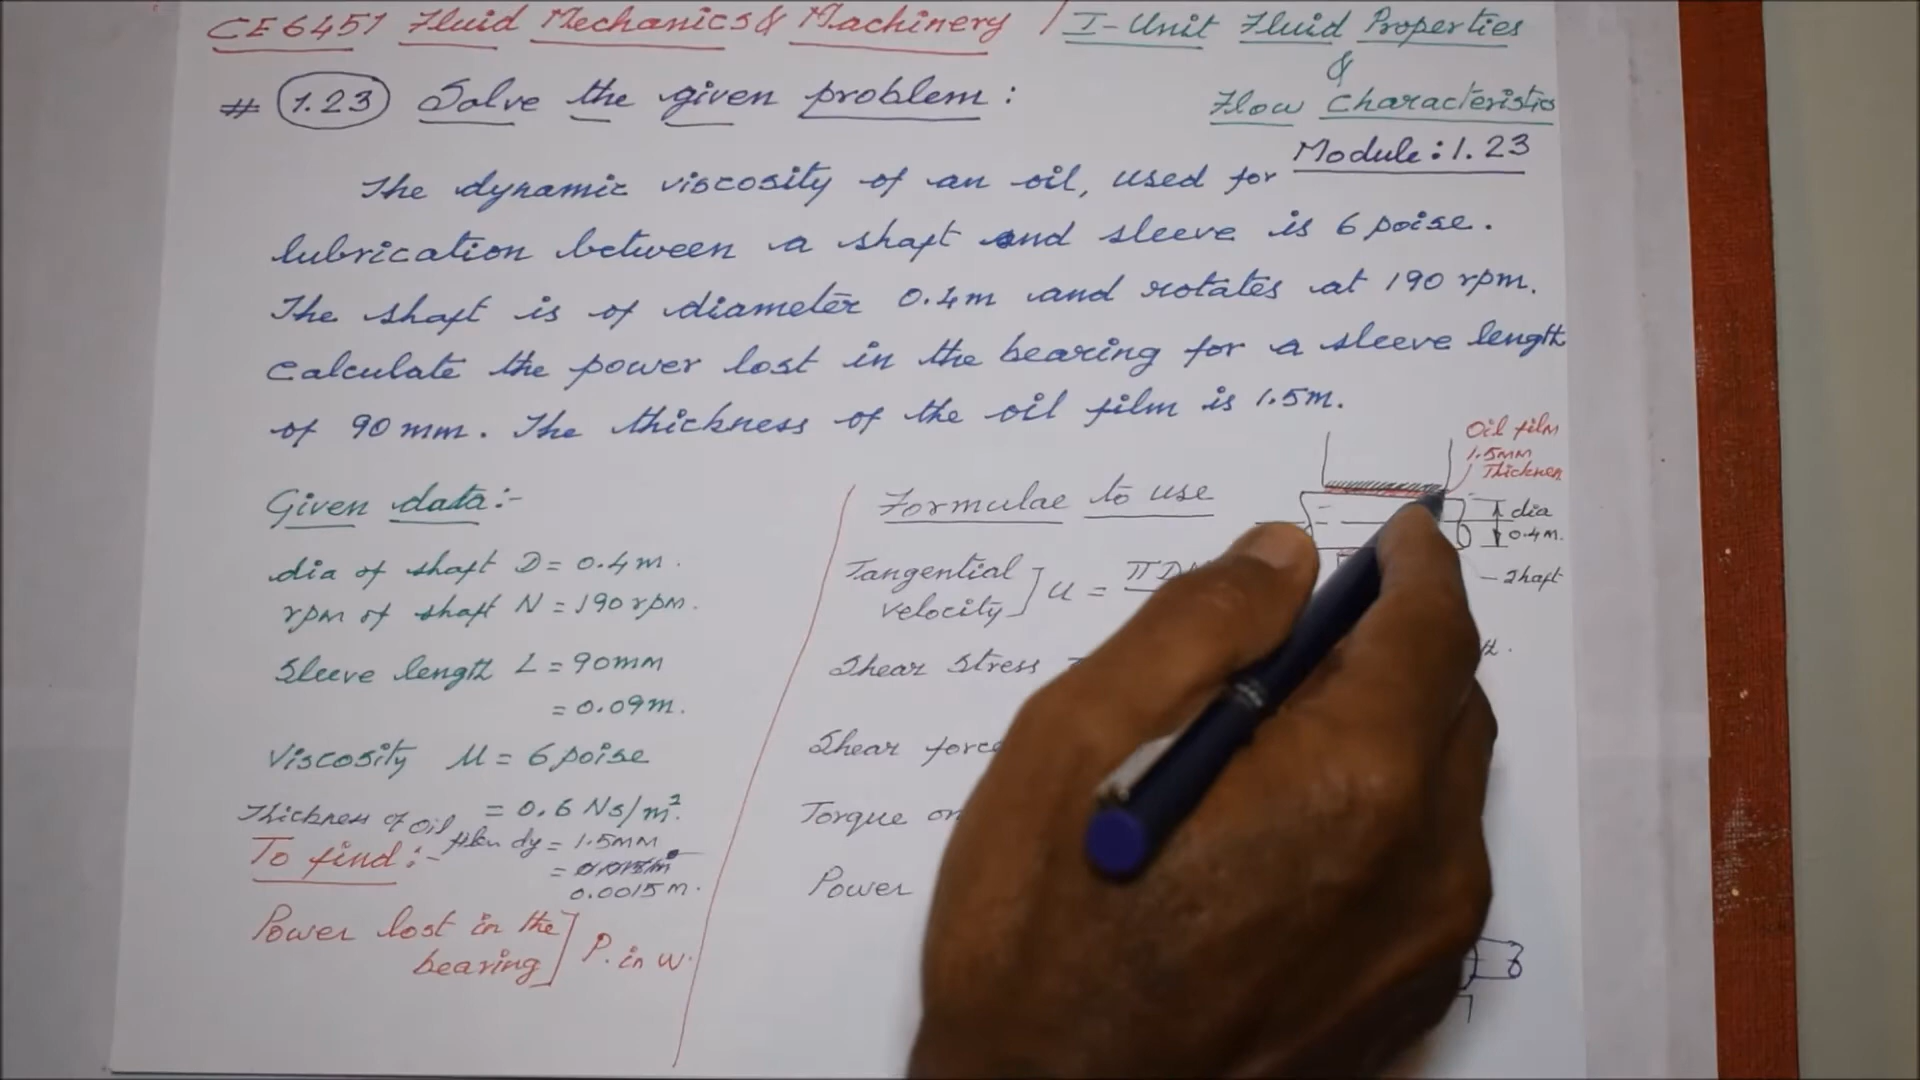 CE6451 Fluid Mechanics & Machinery / I-Unit Fluid Properties
&
Flow Characteristics
# 1.23 Solve the given problem :
Module : 1.23
The dynamic viscosity of an oil, used for
lubrication between a shaft and sleeve is 6 poise.
The shaft is of diameter 0.4m and rotates at 190 rpm.
Calculate the power lost in the bearing for a sleeve length
of 90 mm. The thickness of the oil film is 1.5m.
Given data :-
dia of shaft D = 0.4m.
rpm of shaft N = 190 rpm.
Sleeve length L = 90mm
= 0.09m.
Viscosity M = 6 poise
= 0.6 Ns/m²
Thickness of oil
film dy = 1.5MM
=
0.0015m.
To find :-
Power lost in the
bearing ] P. in W.
Formulae to use
Tangential
velocity ] u = πD
Shear stress
Shear force
Torque on
Power
Oil film
1.5MM
Thicknen
dia
0.4m.
- Shaft